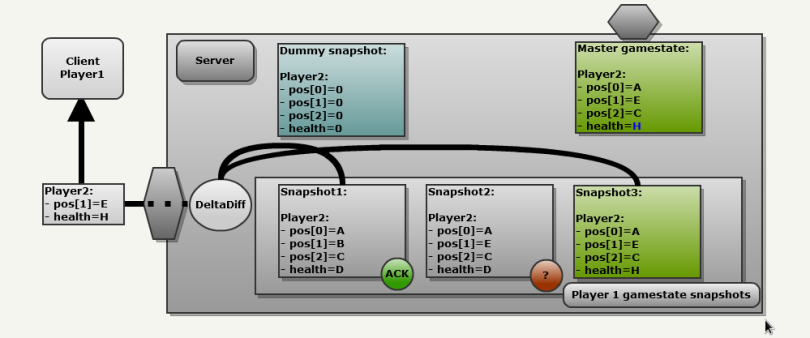 Client
Player1
Server
Dummy snapshot:
Player2:
- pos[0]=0
- pos[1]=0
- pos[2]=0
- health=0
Master gamestate:
Player2:
- pos[0]=A
- pos[1]=E
- pos[2]=C
- health=H
Player2:
- pos[1]=E
- health=H
DeltaDiff
Snapshot1:
Player2:
- pos[0]=A
- pos[1]=B
- pos[2]=C
- health=D
ACK
Snapshot2:
Player2:
- pos[0]=A
- pos[1]=E
- pos[2]=C
- health=D
?
Snapshot3:
Player2:
- pos[0]=A
- pos[1]=E
- pos[2]=C
- health=H
Player 1 gamestate snapshots